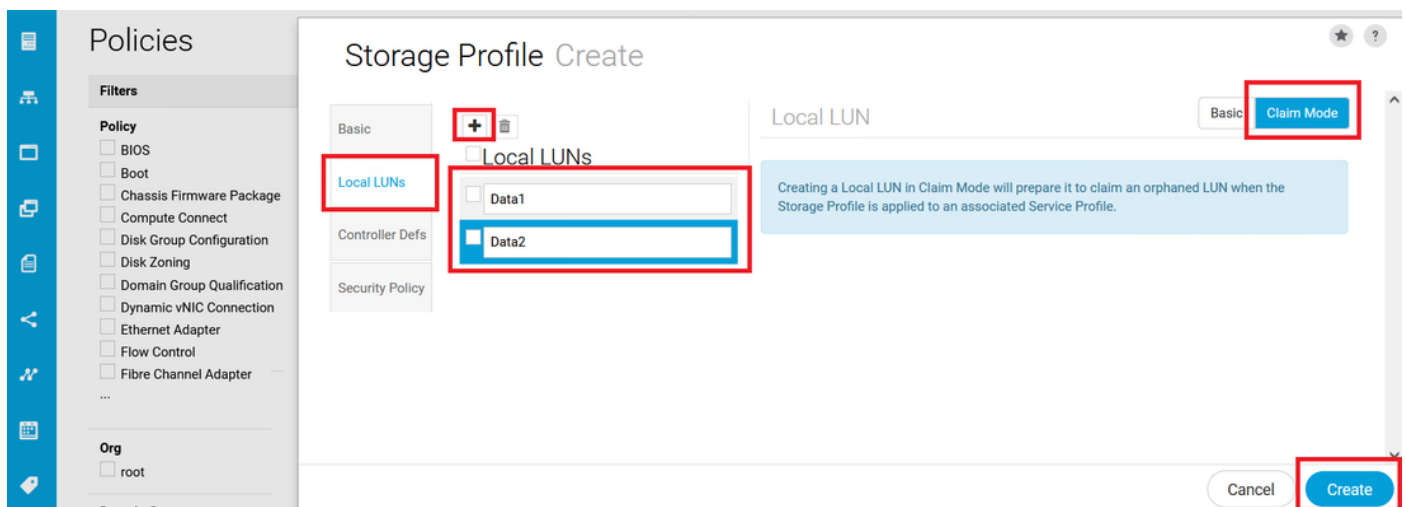 Policies
Filters
Policy
BIOS
Boot
Chassis Firmware Package
Compute Connect
Disk Group Configuration
Disk Zoning
Domain Group Qualification
Dynamic vNIC Connection
Ethernet Adapter
Flow Control
Fibre Channel Adapter
...
Org
root
Storage Profile Create
?
Basic
Local LUNs
Controller Defs
Security Policy
+
Local LUNs
Data1
Data2
Local LUN
Basic
Claim Mode
Creating a Local LUN in Claim Mode will prepare it to claim an orphaned LUN when the
Storage Profile is applied to an associated Service Profile.
Cancel
Create